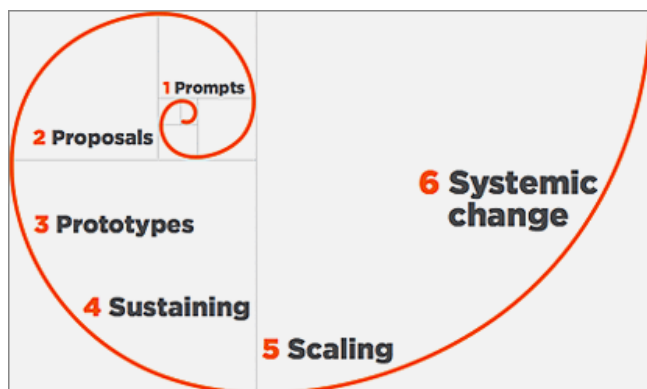 1 Prompts
2 Proposals
3 Prototypes
4 Sustaining
5 Scaling
6 Systemic
change